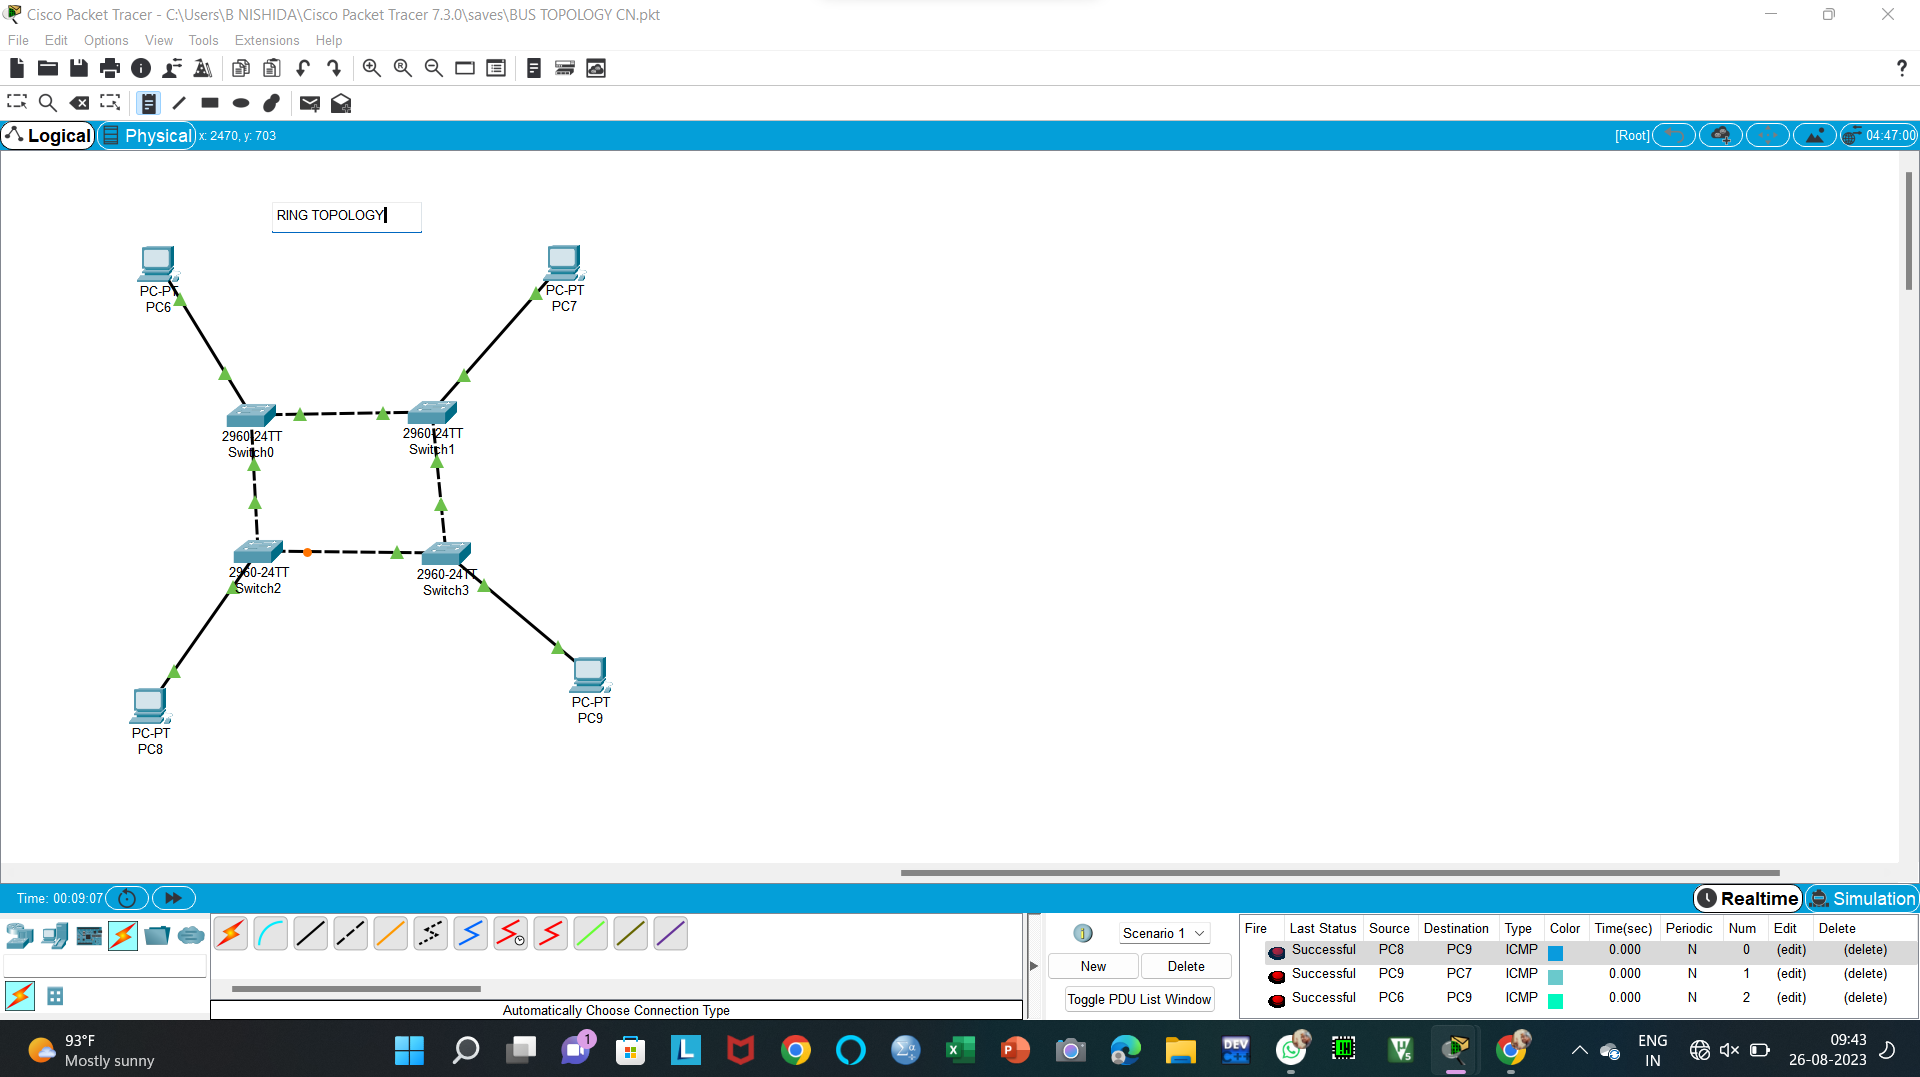 Cisco Packet Tracer - C:\Users\B NISHIDA\Cisco Packet Tracer 7.3.0\saves\BUS TOPOLOGY CN.pkt
File Edit Options View Tools Extensions Help
?
Logical Physical x: 2470, y: 703 [Root] 04:47:00
RING TOPOLOGY
PC-PT
PC6
PC-PT
PC7
2960-24TT
Switch0
2960-24TT
Switch1
2960-24TT
Switch2
2960-24TT
Switch3
PC-PT
PC9
PC-PT
PC8
Time: 00:09:07 Realtime Simulation
Scenario 1
New Delete
Toggle PDU List Window
Automatically Choose Connection Type
Fire Last Status Source Destination Type Color Time(sec) Periodic Num Edit Delete
Successful PC8 PC9 ICMP 0.000 N 0 (edit) (delete)
Successful PC9 PC7 ICMP 0.000 N 1 (edit) (delete)
Successful PC6 PC9 ICMP 0.000 N 2 (edit) (delete)
93°F
Mostly sunny
1
L
DEV
C++
ENG
IN
09:43
26-08-2023